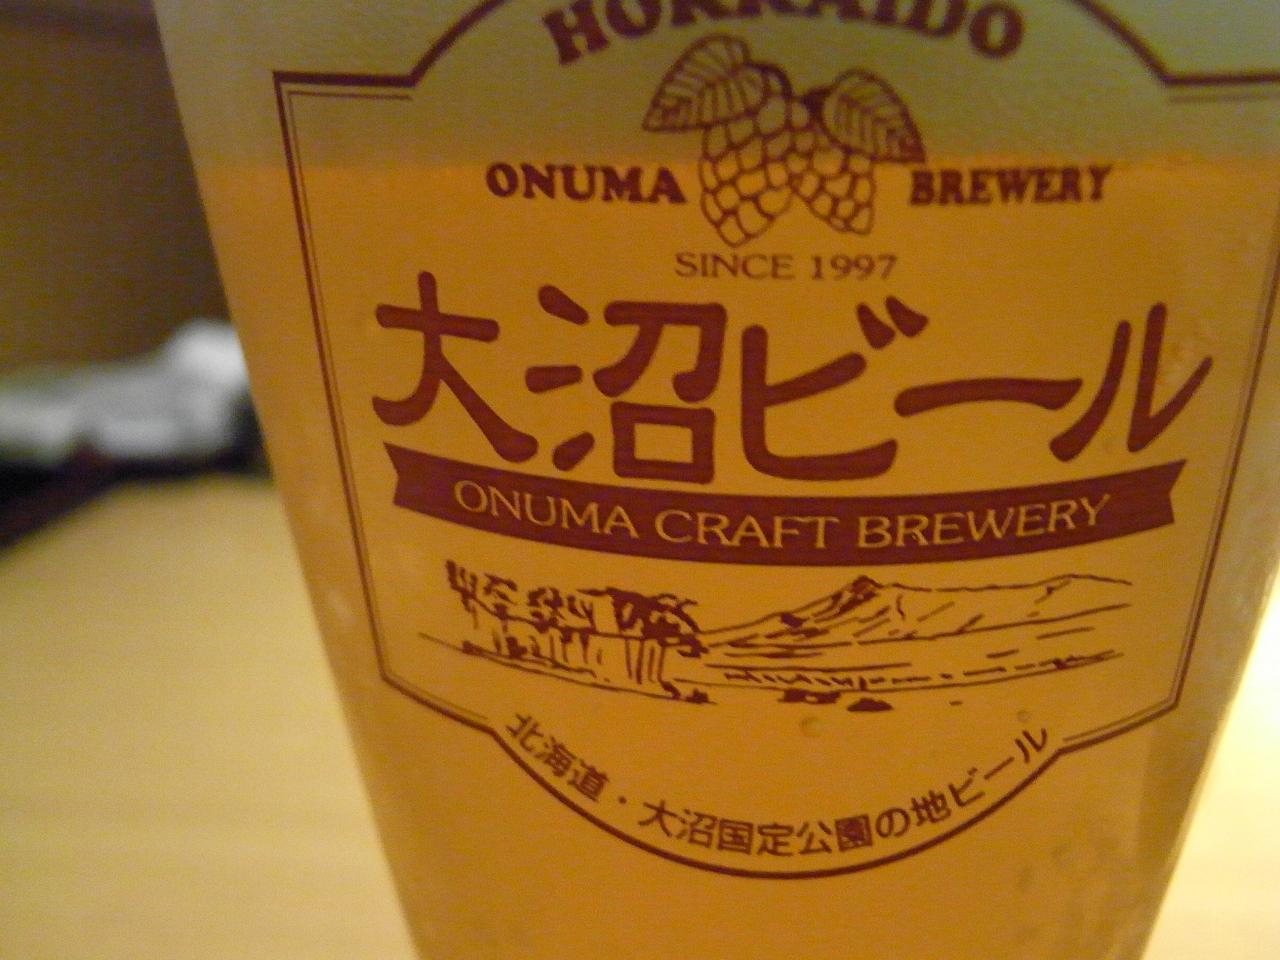 HOKKAIDO
ONUMA BREWERY
SINCE 1997
大沼ビール
ONUMA CRAFT BREWERY
北海道・大沼国定公園の地ビール